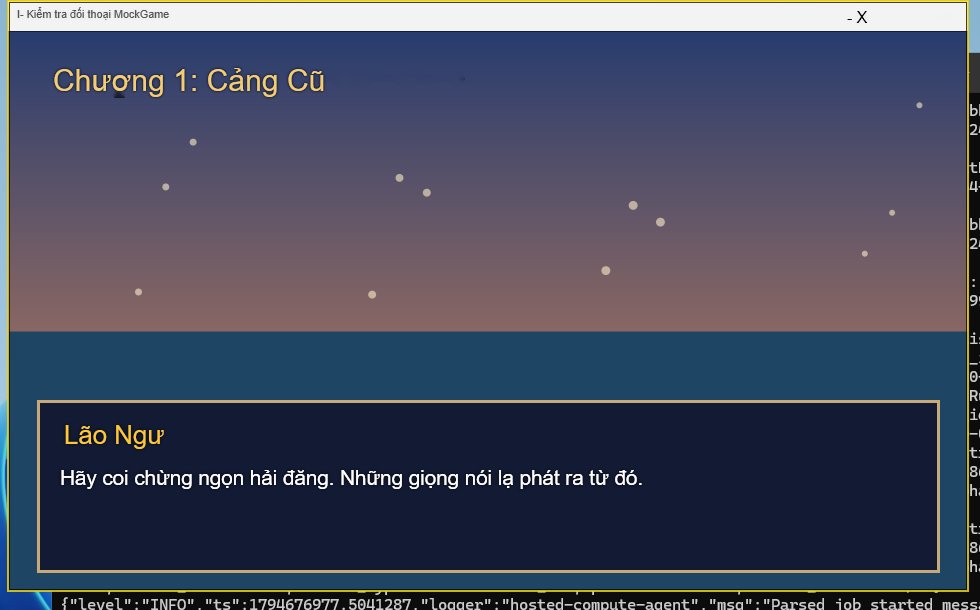 I- Kiểm tra đối thoại MockGame
- X
Chương 1: Cảng Cũ
Lão Ngư
Hãy coi chừng ngọn hải đăng. Những giọng nói lạ phát ra từ đó.
{"level":"INFO","ts":1794676977.5041287,"logger":"hosted-compute-agent","msg":"Parsed job started